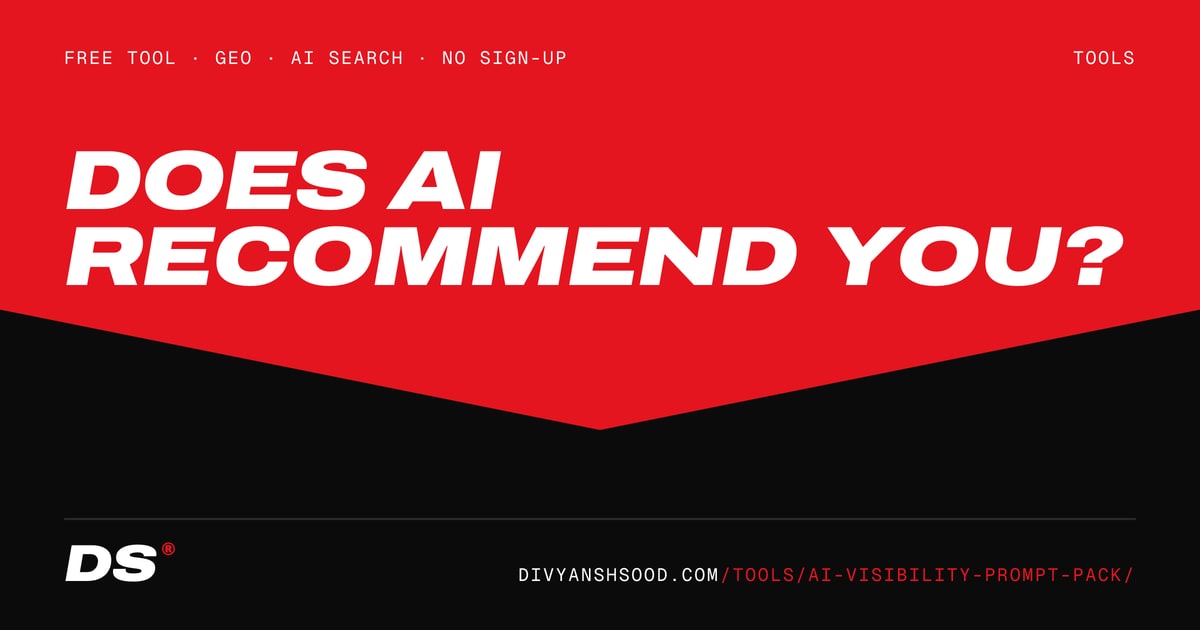 FREE TOOL · GEO · AI SEARCH · NO SIGN-UP
TOOLS
DOES AI
RECOMMEND YOU?
DS®
DIVYANSHSOOD.COM/TOOLS/AI-VISIBILITY-PROMPT-PACK/